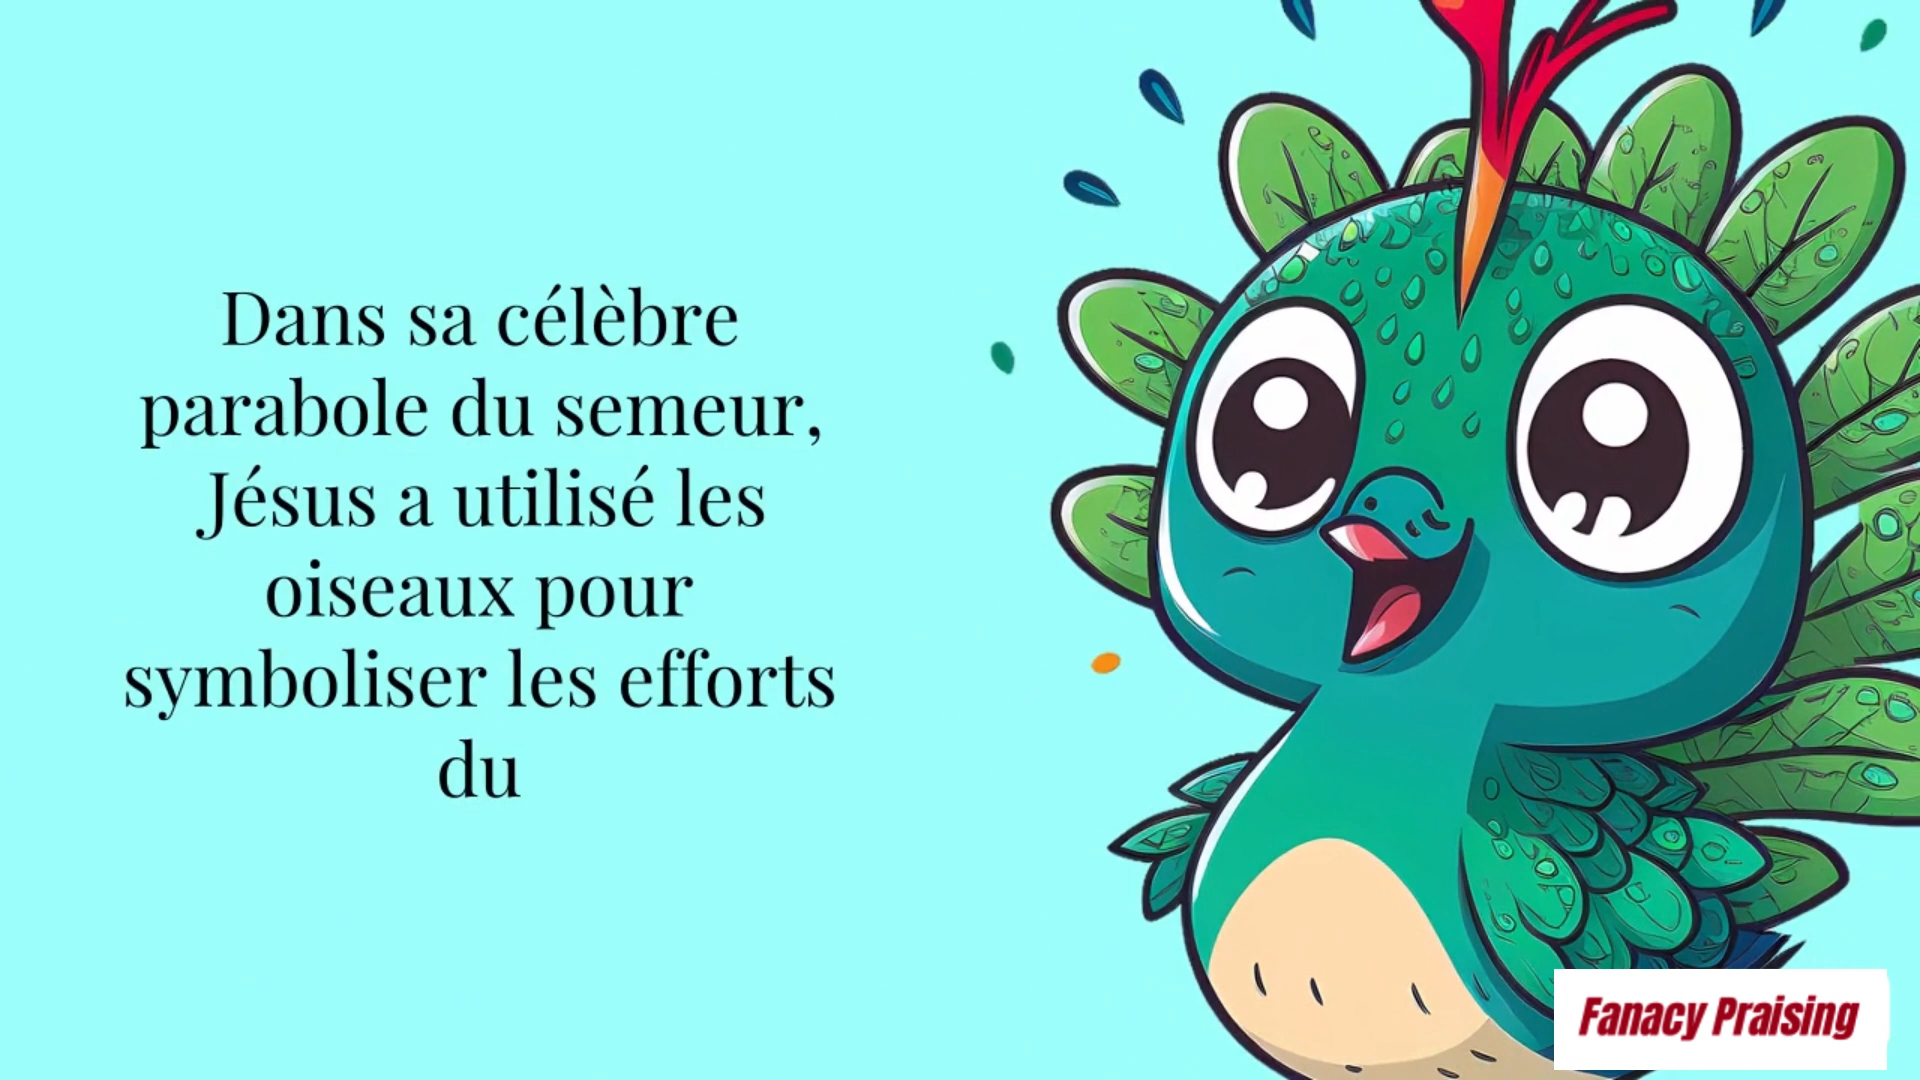 Dans sa célèbre
parabole du semeur,
Jésus a utilisé les
oiseaux pour
symboliser les efforts
du
Fanacy Praising